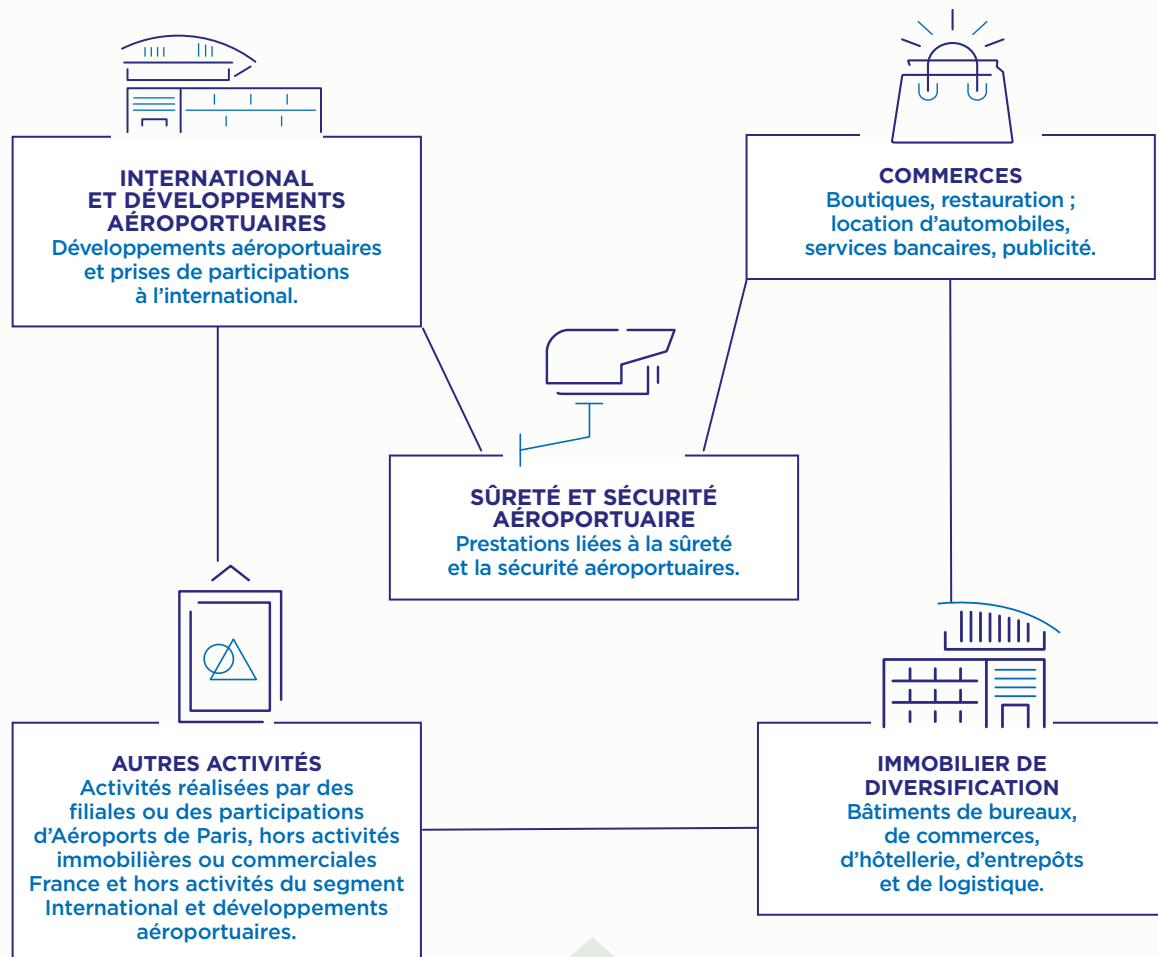 INTERNATIONAL
ET DÉVELOPPEMENTS
AÉROPORTUAIRES
Développements aéroportuaires
et prises de participations
à l’international.
COMMERCES
Boutiques, restauration ;
location d’automobiles,
services bancaires, publicité.
SÛRETÉ ET SÉCURITÉ
AÉROPORTUAIRE
Prestations liées à la sûreté
et la sécurité aéroportuaires.
AUTRES ACTIVITÉS
Activités réalisées par des
filiales ou des participations
d’Aéroports de Paris, hors activités
immobilières ou commerciales
France et hors activités du segment
International et développements
aéroportuaires.
IMMOBILIER DE
DIVERSIFICATION
Bâtiments de bureaux,
de commerces,
d’hôtellerie, d’entrepôts
et de logistique.